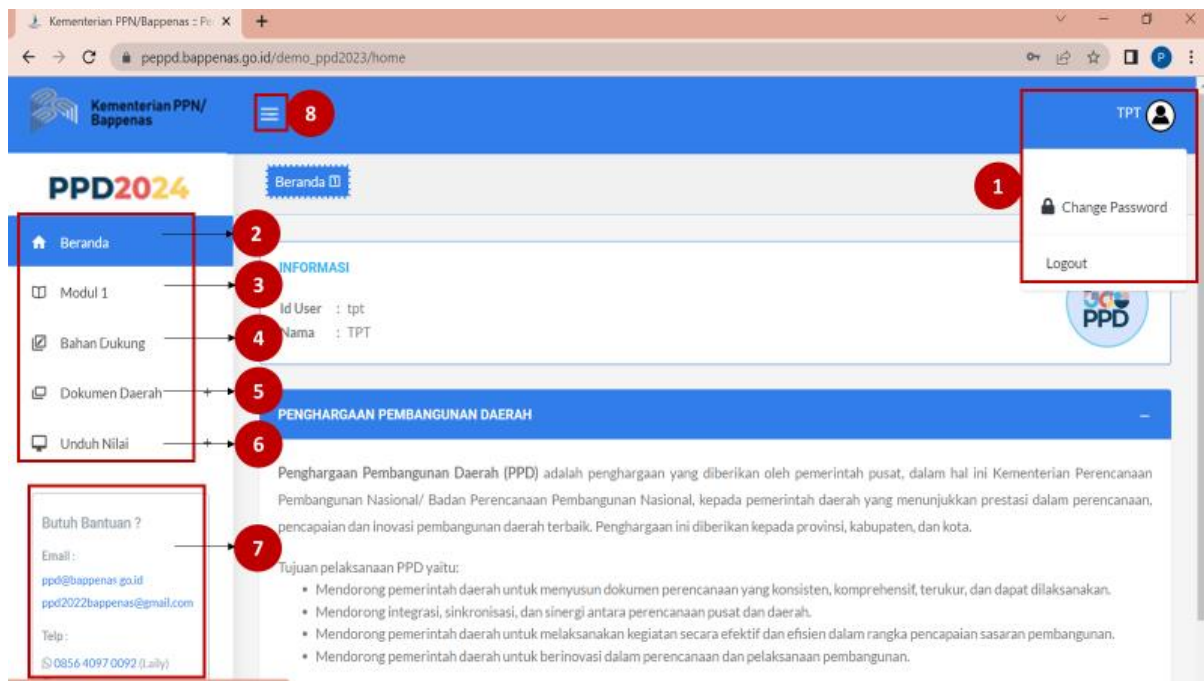 Kementerian PPN/Bappenas :: Pe
peppd.bappenas.go.id/demo_ppd2023/home
P
Kementerian PPN/
Bappenas
8
TPT
PPD2024
Beranda
1
Change Password
Logout
Beranda
2
Modul 1
3
Bahan Dukung
4
Dokumen Daerah
+
5
Unduh Nilai
+
6
INFORMASI
Id User : tpt
Nama : TPT
PPD
PENGHARGAAN PEMBANGUNAN DAERAH
Penghargaan Pembangunan Daerah (PPD) adalah penghargaan yang diberikan oleh pemerintah pusat, dalam hal ini Kementerian Perencanaan
Pembangunan Nasional/ Badan Perencanaan Pembangunan Nasional, kepada pemerintah daerah yang menunjukkan prestasi dalam perencanaan,
pencapaian dan inovasi pembangunan daerah terbaik. Penghargaan ini diberikan kepada provinsi, kabupaten, dan kota.
Tujuan pelaksanaan PPD yaitu:
• Mendorong pemerintah daerah untuk menyusun dokumen perencanaan yang konsisten, komprehensif, terukur, dan dapat dilaksanakan.
• Mendorong integrasi, sinkronisasi, dan sinergi antara perencanaan pusat dan daerah.
• Mendorong pemerintah daerah untuk melaksanakan kegiatan secara efektif dan efisien dalam rangka pencapaian sasaran pembangunan.
• Mendorong pemerintah daerah untuk berinovasi dalam perencanaan dan pelaksanaan pembangunan.
Butuh Bantuan ?
7
Email :
ppd@bappenas.go.id
ppd2022bappenas@gmail.com
Telp :
0856 4097 0092 (Laily)